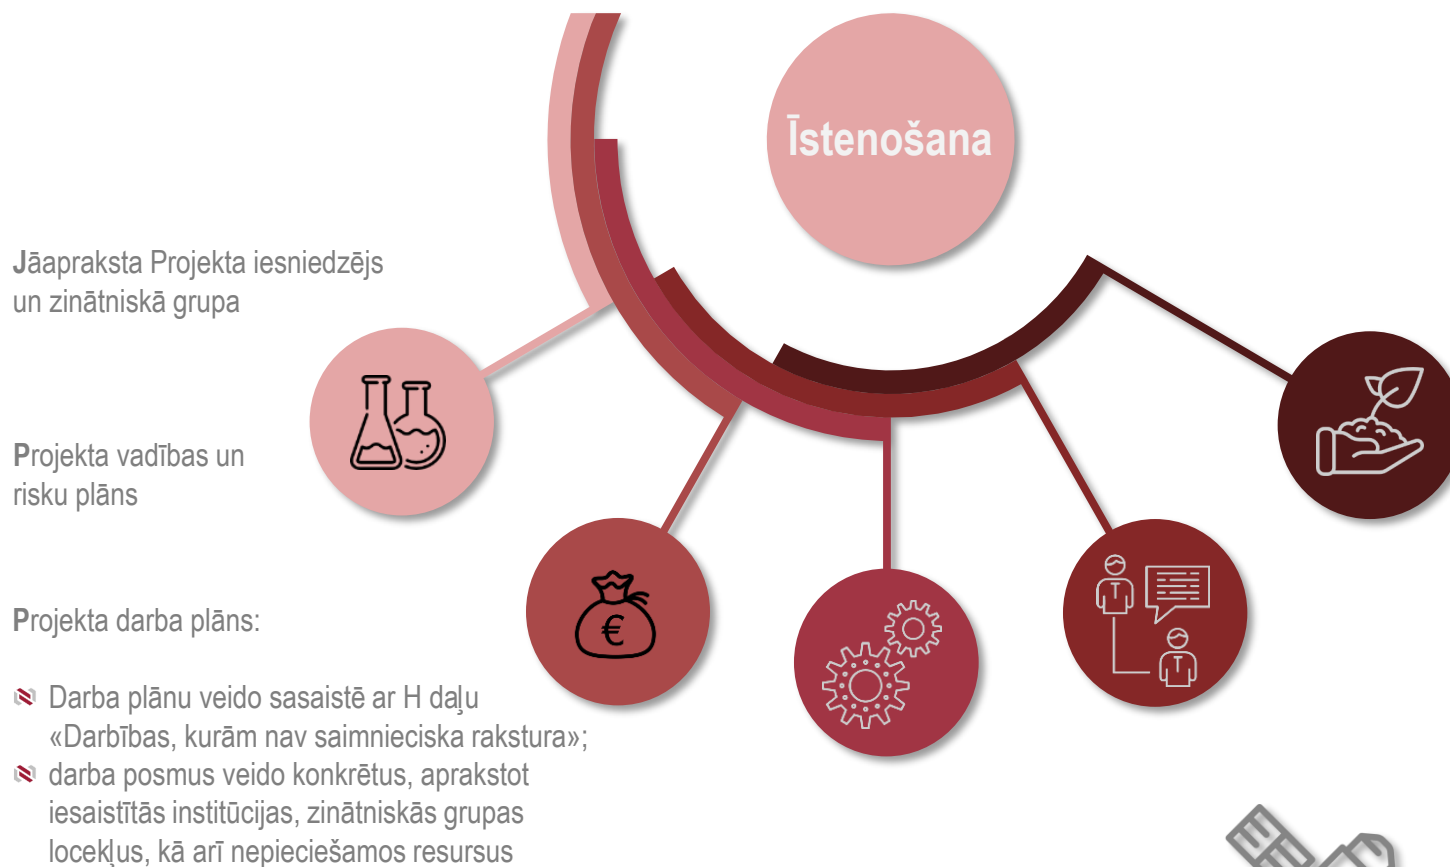 Īstenošana
Jāapraksta Projekta iesniedzējs
un zinātniskā grupa
Projekta vadības un
risku plāns
€
Projekta darba plāns:
Darba plānu veido sasaistē ar H daļu
«Darbības, kurām nav saimnieciska rakstura»;
darba posmus veido konkrētus, aprakstot
iesaistītās institūcijas, zinātniskās grupas
locekļus, kā arī nepieciešamos resursus